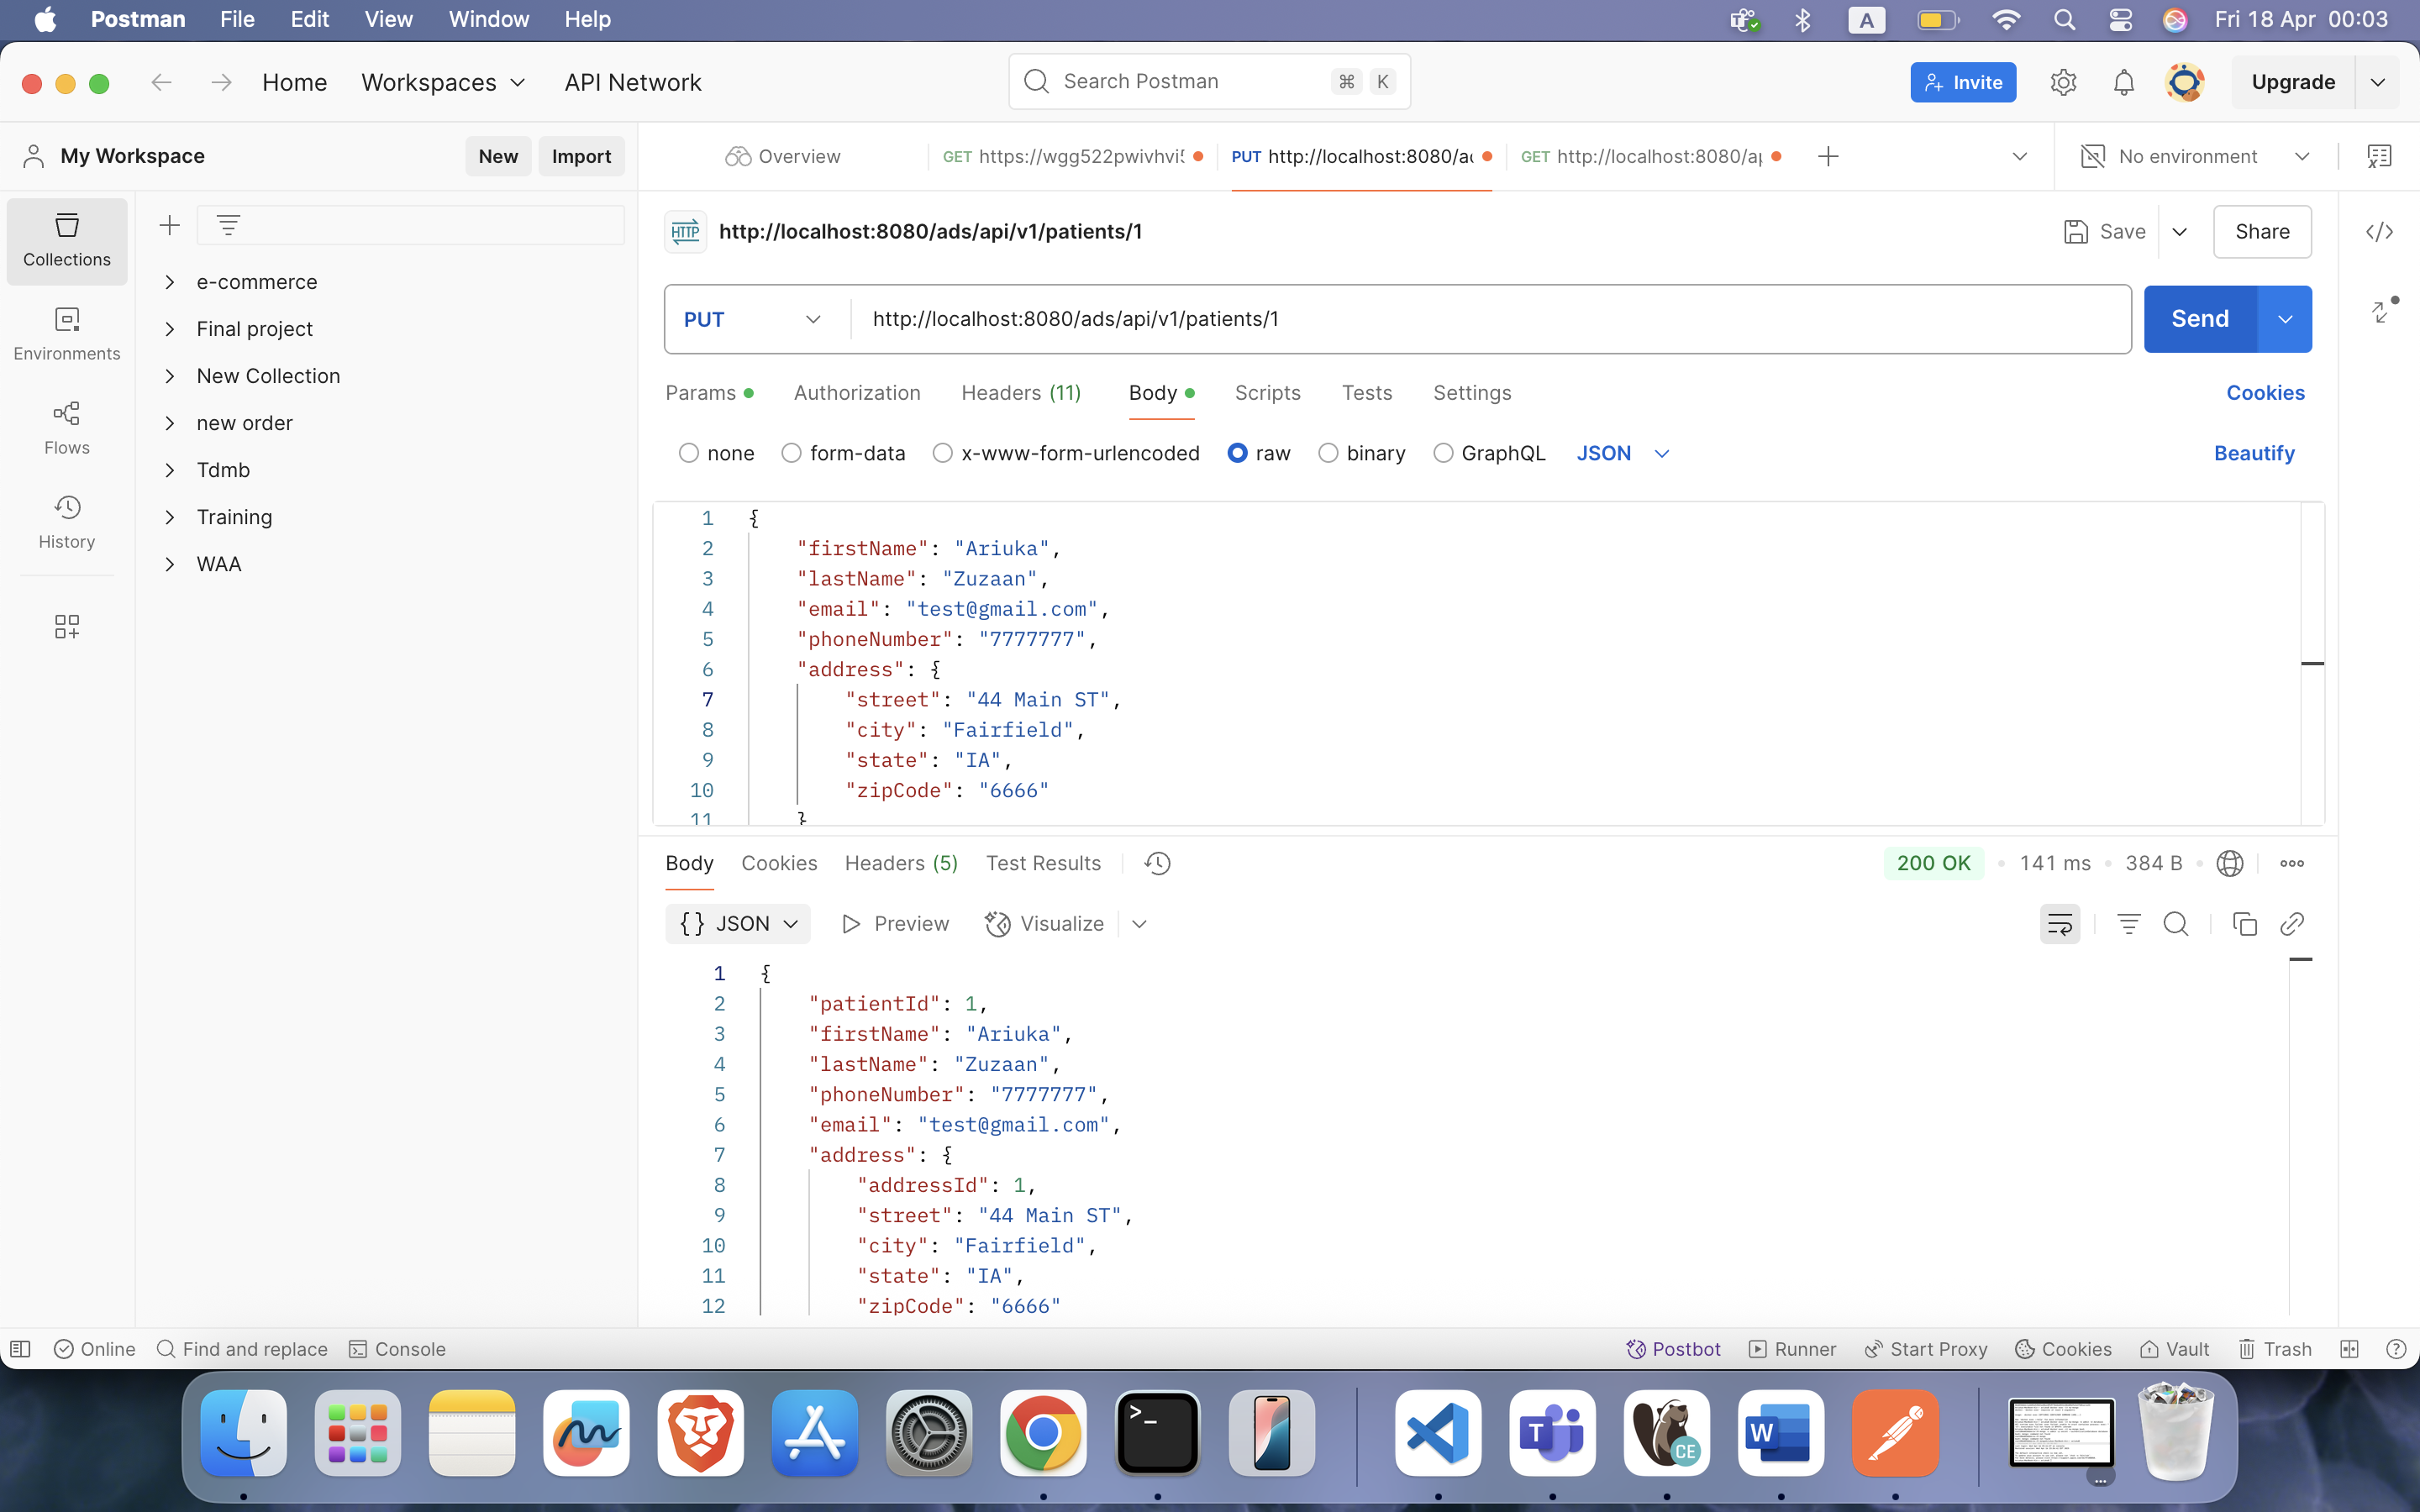 Postman File Edit View Window Help A Fri 18 Apr 00:03
Home Workspaces API Network Search Postman ⌘ K Invite Upgrade
My Workspace New Import Overview GET https://wgg522pwivhvi5 PUT http://localhost:8080/ad GET http://localhost:8080/ap No environment
Collections
Environments
Flows
History
e-commerce
Final project
New Collection
new order
Tdmb
Training
WAA
HTTP http://localhost:8080/ads/api/v1/patients/1 Save Share
PUT http://localhost:8080/ads/api/v1/patients/1 Send
Params Authorization Headers (11) Body Scripts Tests Settings Cookies
none form-data x-www-form-urlencoded raw binary GraphQL JSON Beautify
1 {
2 "firstName": "Ariuka",
3 "lastName": "Zuzaan",
4 "email": "test@gmail.com",
5 "phoneNumber": "7777777",
6 "address": {
7 "street": "44 Main ST",
8 "city": "Fairfield",
9 "state": "IA",
10 "zipCode": "6666"
11 }
Body Cookies Headers (5) Test Results 200 OK 141 ms 384 B
{} JSON Preview Visualize
1 {
2 "patientId": 1,
3 "firstName": "Ariuka",
4 "lastName": "Zuzaan",
5 "phoneNumber": "7777777",
6 "email": "test@gmail.com",
7 "address": {
8 "addressId": 1,
9 "street": "44 Main ST",
10 "city": "Fairfield",
11 "state": "IA",
12 "zipCode": "6666"
Online Find and replace Console Postbot Runner Start Proxy Cookies Vault Trash
>_ T CE W